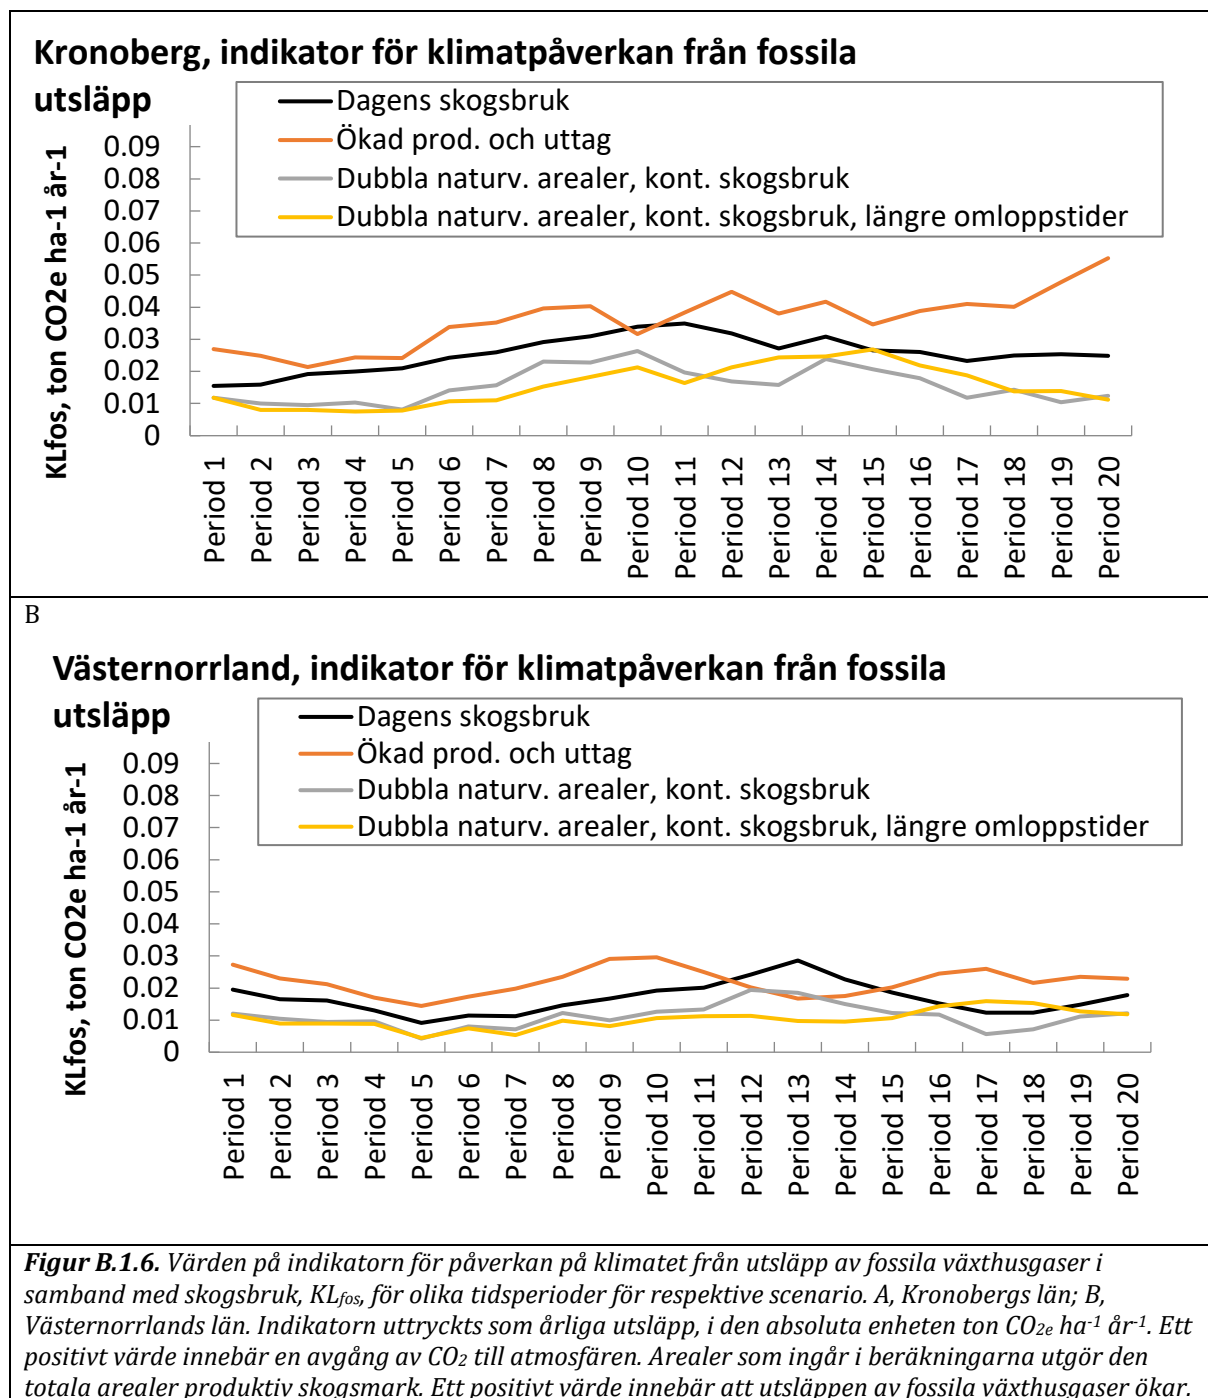 Kronoberg, indikator för klimatpåverkan från fossila
utsläpp
Dagens skogsbruk
Ökad prod. och uttag
Dubbla naturv. arealer, kont. skogsbruk
Dubbla naturv. arealer, kont. skogsbruk, längre omloppstider
KLfos, ton CO2e ha-1 år-1
0.09
0.08
0.07
0.06
0.05
0.04
0.03
0.02
0.01
0
Period 1
Period 2
Period 3
Period 4
Period 5
Period 6
Period 7
Period 8
Period 9
Period 10
Period 11
Period 12
Period 13
Period 14
Period 15
Period 16
Period 17
Period 18
Period 19
Period 20
B
Västernorrland, indikator för klimatpåverkan från fossila
utsläpp
Dagens skogsbruk
Ökad prod. och uttag
Dubbla naturv. arealer, kont. skogsbruk
Dubbla naturv. arealer, kont. skogsbruk, längre omloppstider
KLfos, ton CO2e ha-1 år-1
0.09
0.08
0.07
0.06
0.05
0.04
0.03
0.02
0.01
0
Period 1
Period 2
Period 3
Period 4
Period 5
Period 6
Period 7
Period 8
Period 9
Period 10
Period 11
Period 12
Period 13
Period 14
Period 15
Period 16
Period 17
Period 18
Period 19
Period 20
Figur B.1.6. Värden på indikatorn för påverkan på klimatet från utsläpp av fossila växthusgaser i
samband med skogsbruk, KLfos, för olika tidsperioder för respektive scenario. A, Kronobergs län; B,
Västernorrlands län. Indikatorn uttryckts som årliga utsläpp, i den absoluta enheten ton CO2e ha-1 år-1. Ett
positivt värde innebär en avgång av CO2 till atmosfären. Arealer som ingår i beräkningarna utgör den
totala arealer produktiv skogsmark. Ett positivt värde innebär att utsläppen av fossila växthusgaser ökar.